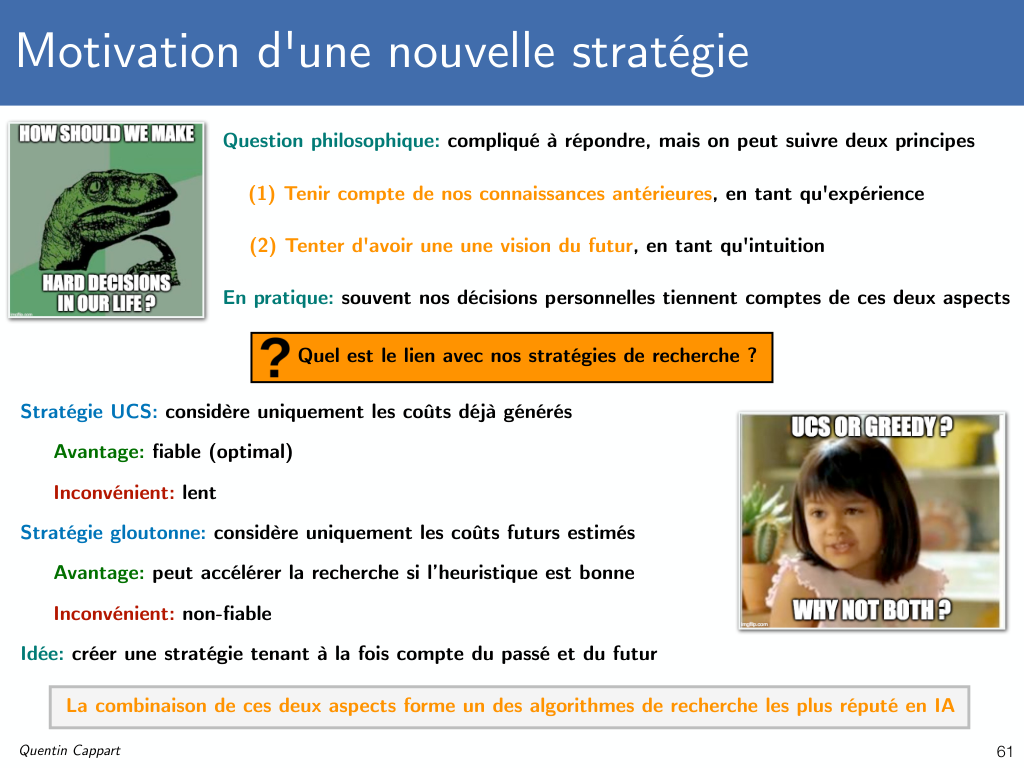 Motivation d'une nouvelle stratégie
HOW SHOULD WE MAKE
HARD DECISIONS
IN OUR LIFE ?
imgflip.com
Question philosophique: compliqué à répondre, mais on peut suivre deux principes
(1) Tenir compte de nos connaissances antérieures, en tant qu'expérience
(2) Tenter d'avoir une une vision du futur, en tant qu'intuition
En pratique: souvent nos décisions personnelles tiennent comptes de ces deux aspects
? Quel est le lien avec nos stratégies de recherche ?
Stratégie UCS: considère uniquement les coûts déjà générés
Avantage: fiable (optimal)
Inconvénient: lent
Stratégie gloutonne: considère uniquement les coûts futurs estimés
Avantage: peut accélérer la recherche si l'heuristique est bonne
Inconvénient: non-fiable
Idée: créer une stratégie tenant à la fois compte du passé et du futur
UCS OR GREEDY ?
WHY NOT BOTH ?
imgflip.com
La combinaison de ces deux aspects forme un des algorithmes de recherche les plus réputé en IA
Quentin Cappart
61